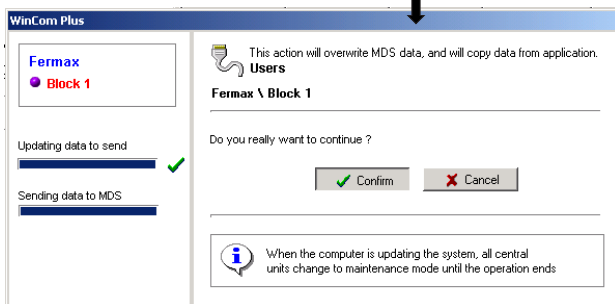 WinCom Plus
Fermax
Block 1
Updating data to send
Sending data to MDS
This action will overwrite MDS data, and will copy data from application.
Users
Fermax \ Block 1
Do you really want to continue ?
Confirm
Cancel
When the computer is updating the system, all central
units change to maintenance mode until the operation ends